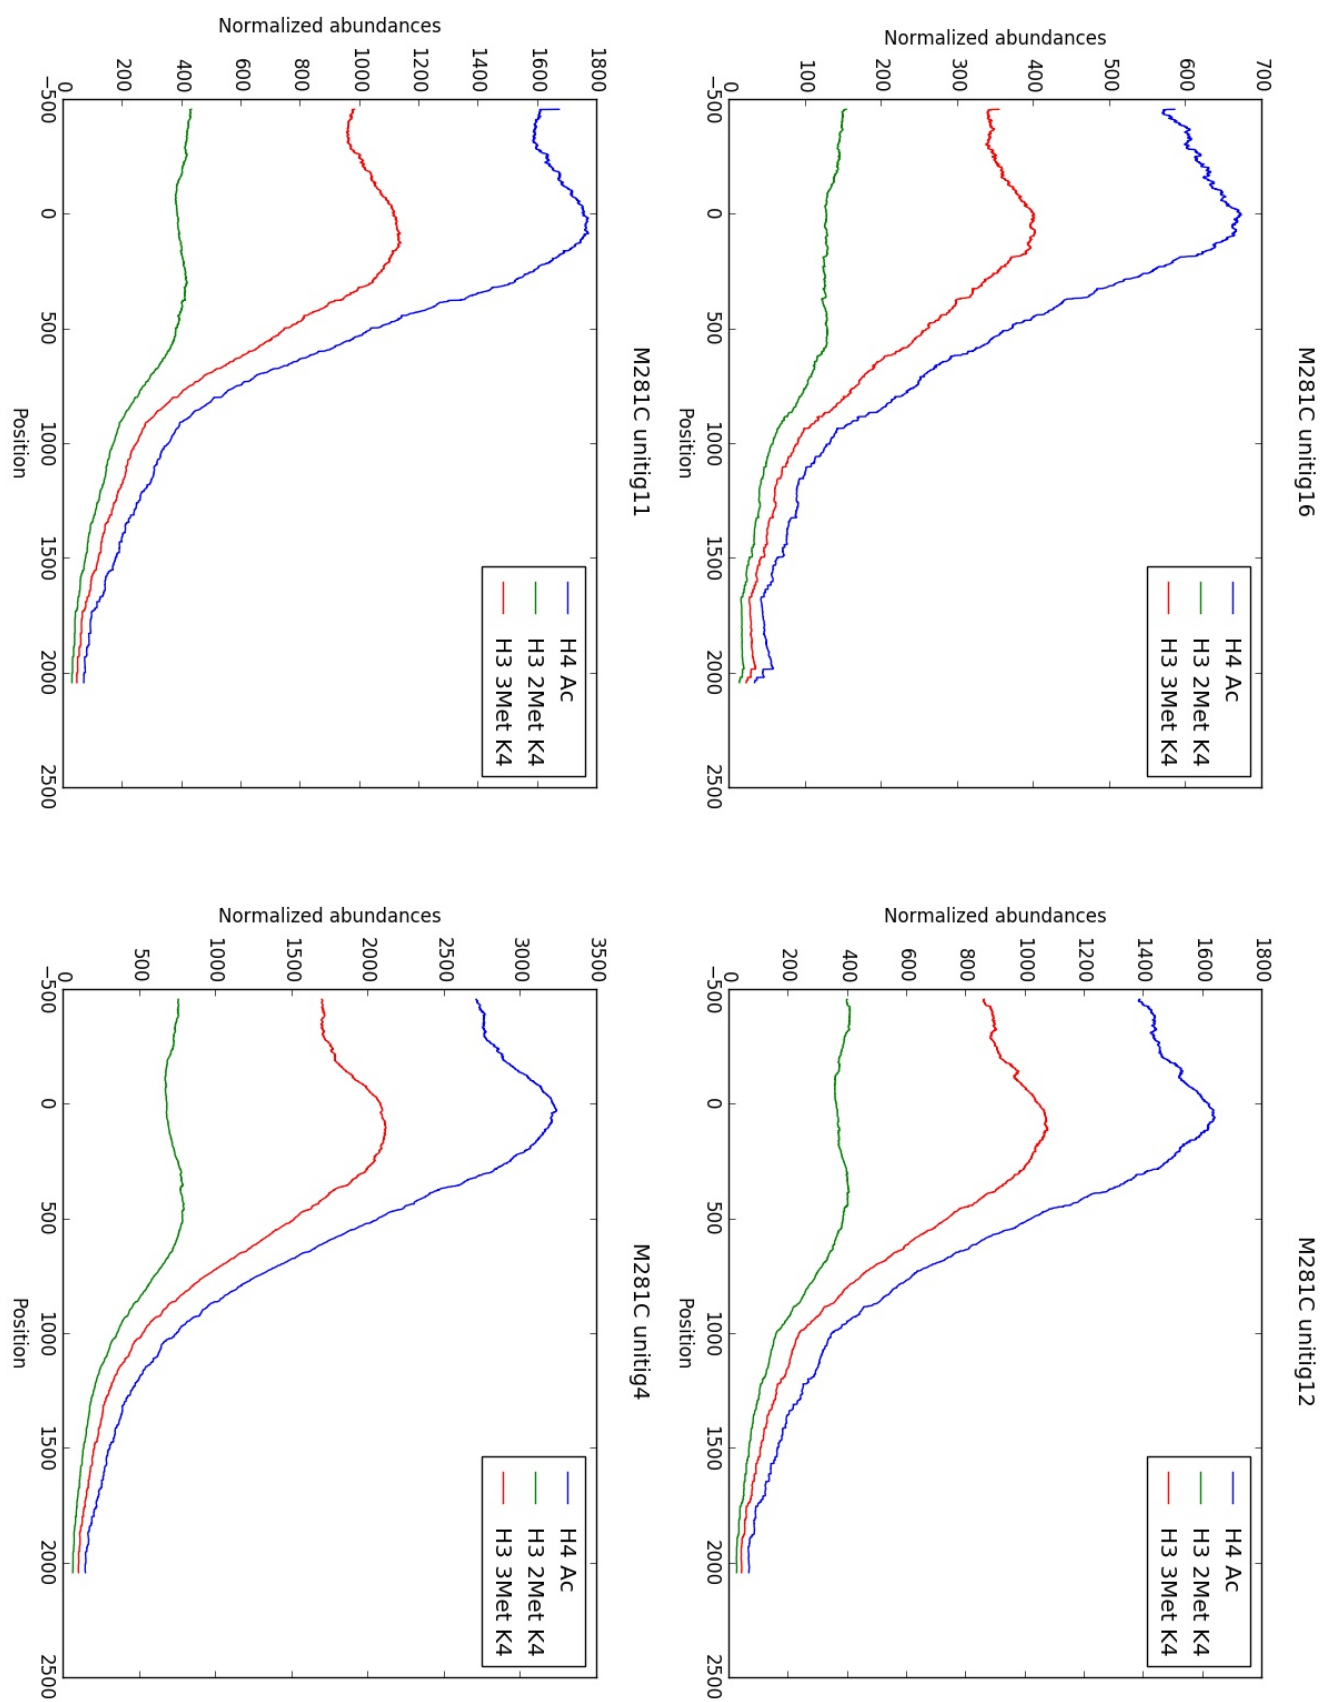 M281C unitig16
Normalized abundances
700
600
500
400
300
200
100
0
−500 0 500 1000 1500 2000 2500
Position
H4 Ac
H3 2Met K4
H3 3Met K4
M281C unitig12
Normalized abundances
1800
1600
1400
1200
1000
800
600
400
200
0
−500 0 500 1000 1500 2000 2500
Position
H4 Ac
H3 2Met K4
H3 3Met K4
M281C unitig11
Normalized abundances
1800
1600
1400
1200
1000
800
600
400
200
0
−500 0 500 1000 1500 2000 2500
Position
H4 Ac
H3 2Met K4
H3 3Met K4
M281C unitig4
Normalized abundances
3500
3000
2500
2000
1500
1000
500
0
−500 0 500 1000 1500 2000 2500
Position
H4 Ac
H3 2Met K4
H3 3Met K4